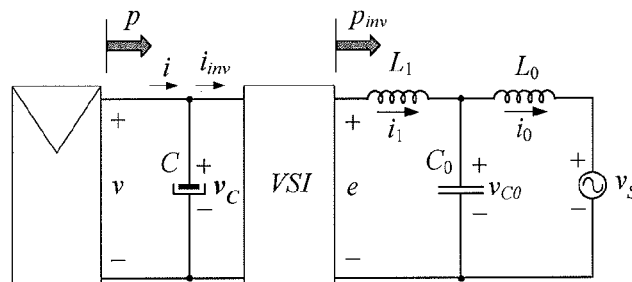 p
p_inv
i
i_inv
L_1
L_0
i_1
i_0
+
+
+
+
+
C
C_0
v
v_C
VSI
e
v_C0
v_S
−
−
−
−
−